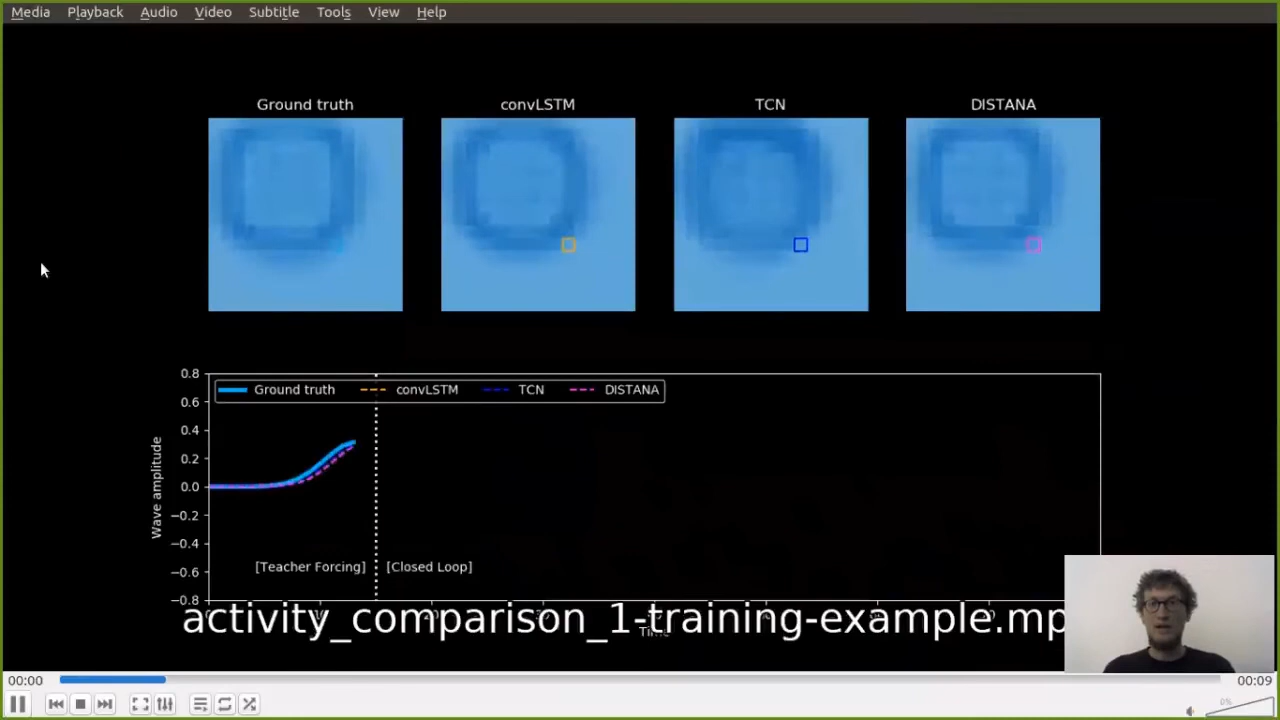 Media Playback Audio Video Subtitle Tools View Help
Ground truth convLSTM TCN DISTANA
0.8
Ground truth convLSTM TCN DISTANA
0.6
0.4
0.2
0.0
−0.2
−0.4
−0.6
−0.8
Wave amplitude
[Teacher Forcing] [Closed Loop]
activity_comparison_1-training-example.mp
Time
00:00 00:09
0%